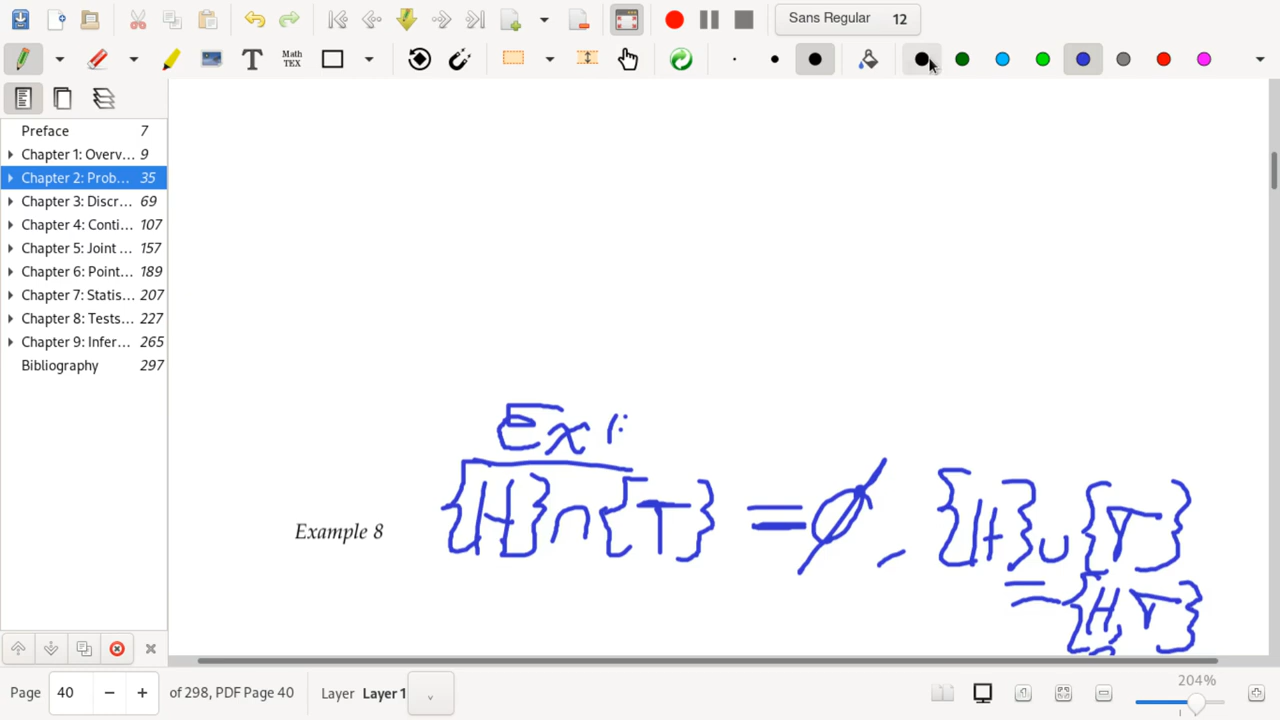 Sans Regular 12
Math
TEX
Preface 7
Chapter 1: Overv... 9
Chapter 2: Prob... 35
Chapter 3: Discr... 69
Chapter 4: Conti... 107
Chapter 5: Joint ... 157
Chapter 6: Point... 189
Chapter 7: Statis... 207
Chapter 8: Tests... 227
Chapter 9: Infer... 265
Bibliography 297
Ex 1:
Example 8
{H}∩{T} =∅, {H}∪{T}
={H,T}
Page 40 of 298, PDF Page 40 Layer Layer 1 204%